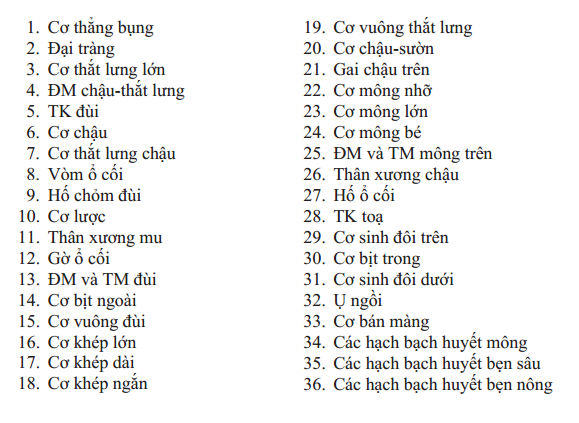 1. Cơ thẳng bụng
2. Đại tràng
3. Cơ thắt lưng lớn
4. ĐM chậu-thắt lưng
5. TK đùi
6. Cơ chậu
7. Cơ thắt lưng chậu
8. Vòm ổ cối
9. Hố chỏm đùi
10. Cơ lược
11. Thân xương mu
12. Gờ ổ cối
13. ĐM và TM đùi
14. Cơ bịt ngoài
15. Cơ vuông đùi
16. Cơ khép lớn
17. Cơ khép dài
18. Cơ khép ngắn
19. Cơ vuông thắt lưng
20. Cơ chậu-sườn
21. Gai chậu trên
22. Cơ mông nhỡ
23. Cơ mông lớn
24. Cơ mông bé
25. ĐM và TM mông trên
26. Thân xương chậu
27. Hố ổ cối
28. TK toạ
29. Cơ sinh đôi trên
30. Cơ bịt trong
31. Cơ sinh đôi dưới
32. Ụ ngồi
33. Cơ bán màng
34. Các hạch bạch huyết mông
35. Các hạch bạch huyết bẹn sâu
36. Các hạch bạch huyết bẹn nông